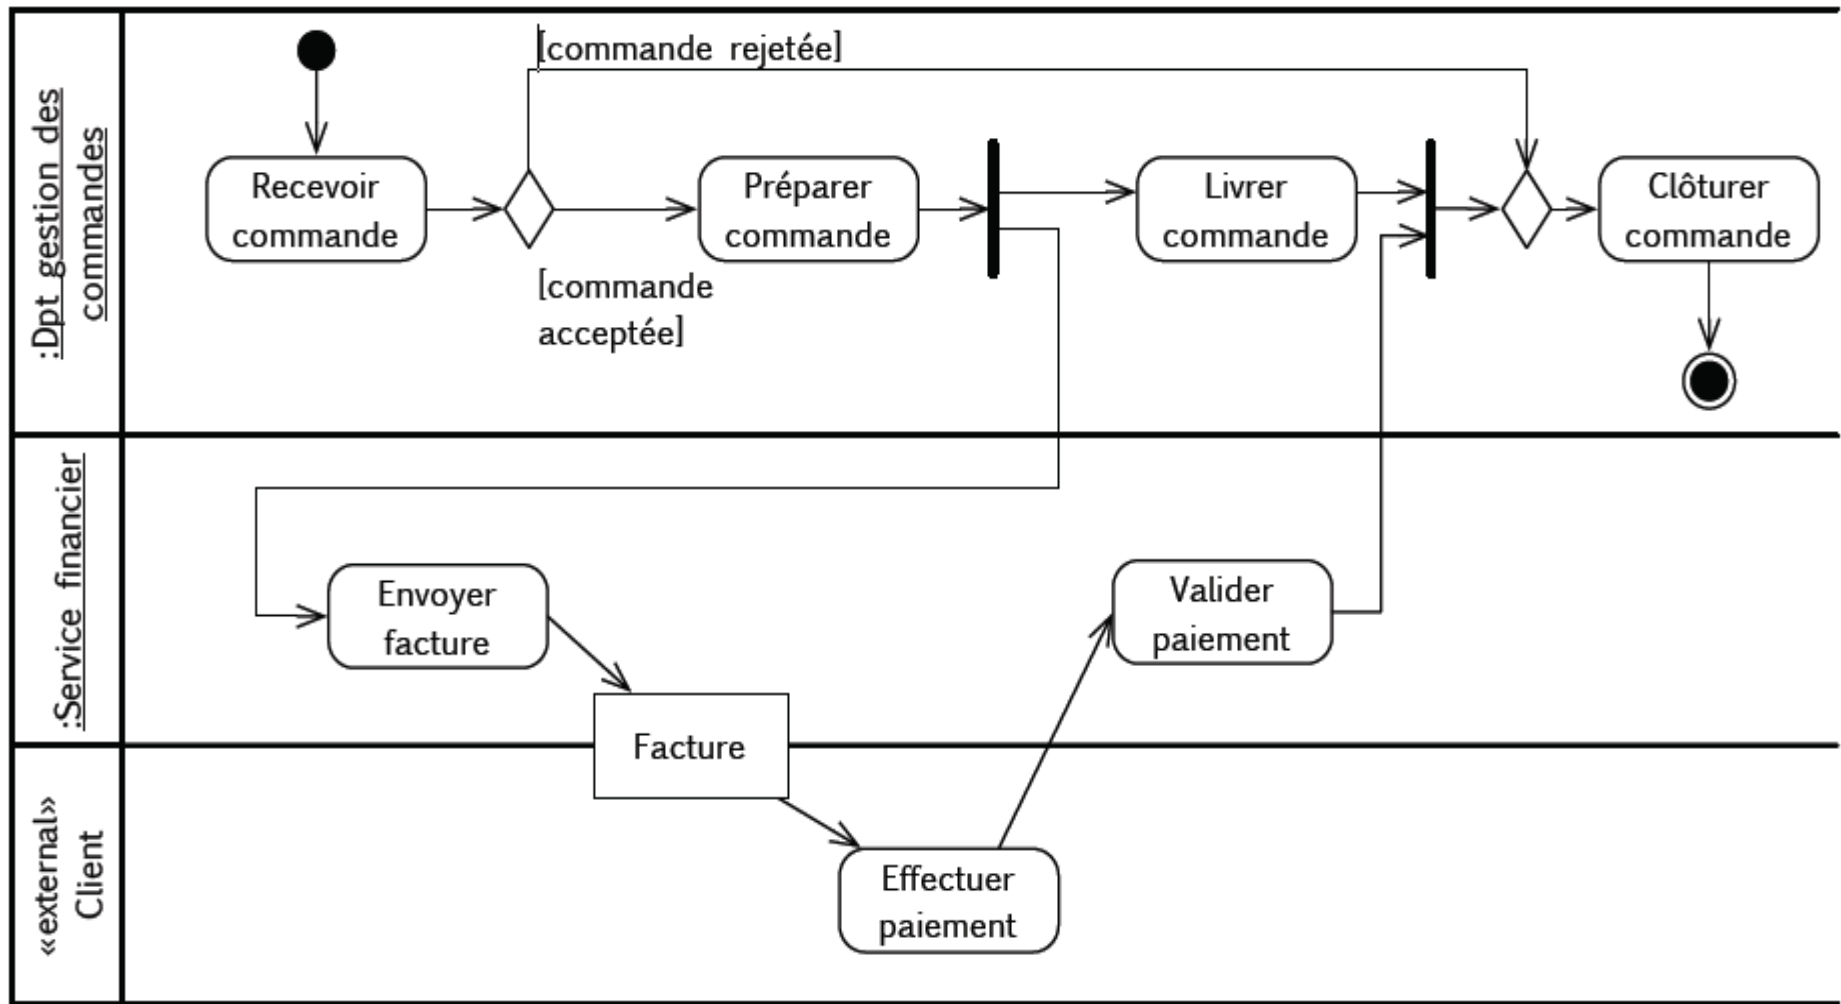 :Dpt gestion des
commandes
[commande rejetée]
Recevoir
commande
[commande
acceptée]
Préparer
commande
Livrer
commande
Clôturer
commande
:Service financier
Envoyer
facture
Valider
paiement
Facture
«external»
Client
Effectuer
paiement